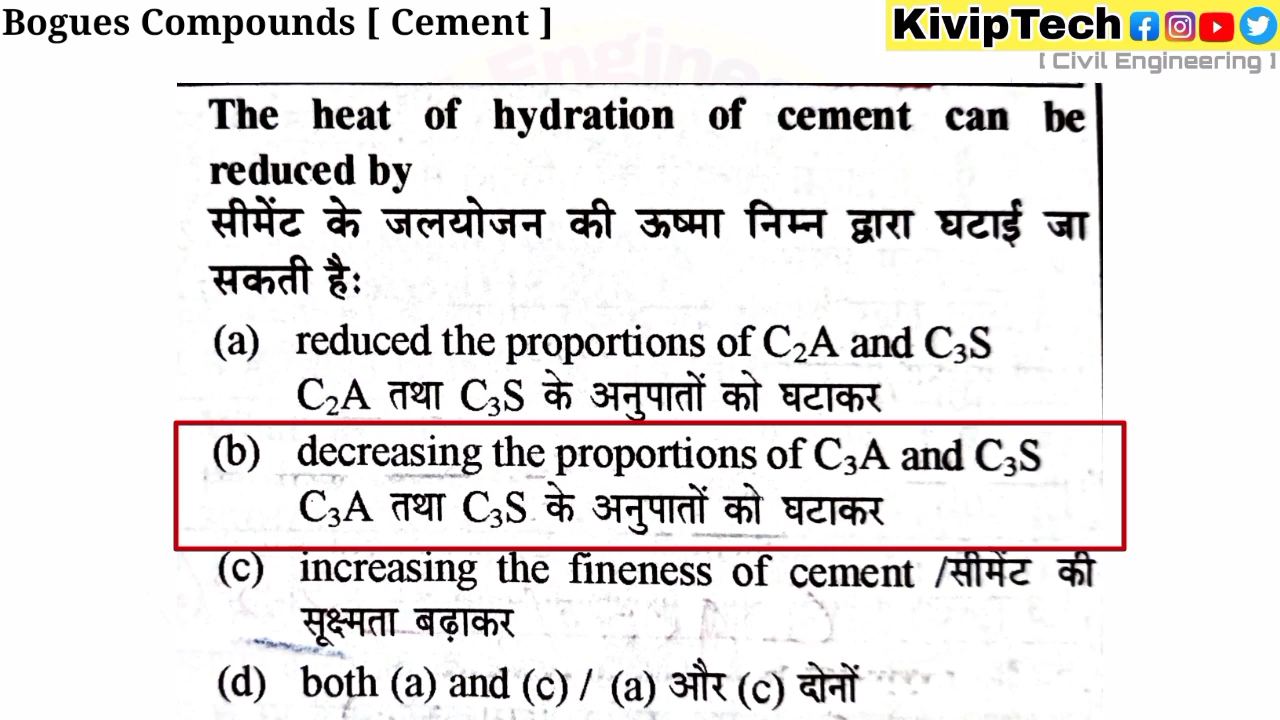 Bogues Compounds [ Cement ]
KivipTech
[ Civil Engineering ]
The heat of hydration of cement can be
reduced by
सीमेंट के जलयोजन की ऊष्मा निम्न द्वारा घटाई जा
सकती हैः
(a) reduced the proportions of C₂A and C₃S
C₂A तथा C₃S के अनुपातों को घटाकर
(b) decreasing the proportions of C₃A and C₃S
C₃A तथा C₃S के अनुपातों को घटाकर
(c) increasing the fineness of cement /सीमेंट की
सूक्ष्मता बढ़ाकर
(d) both (a) and (c) / (a) और (c) दोनों